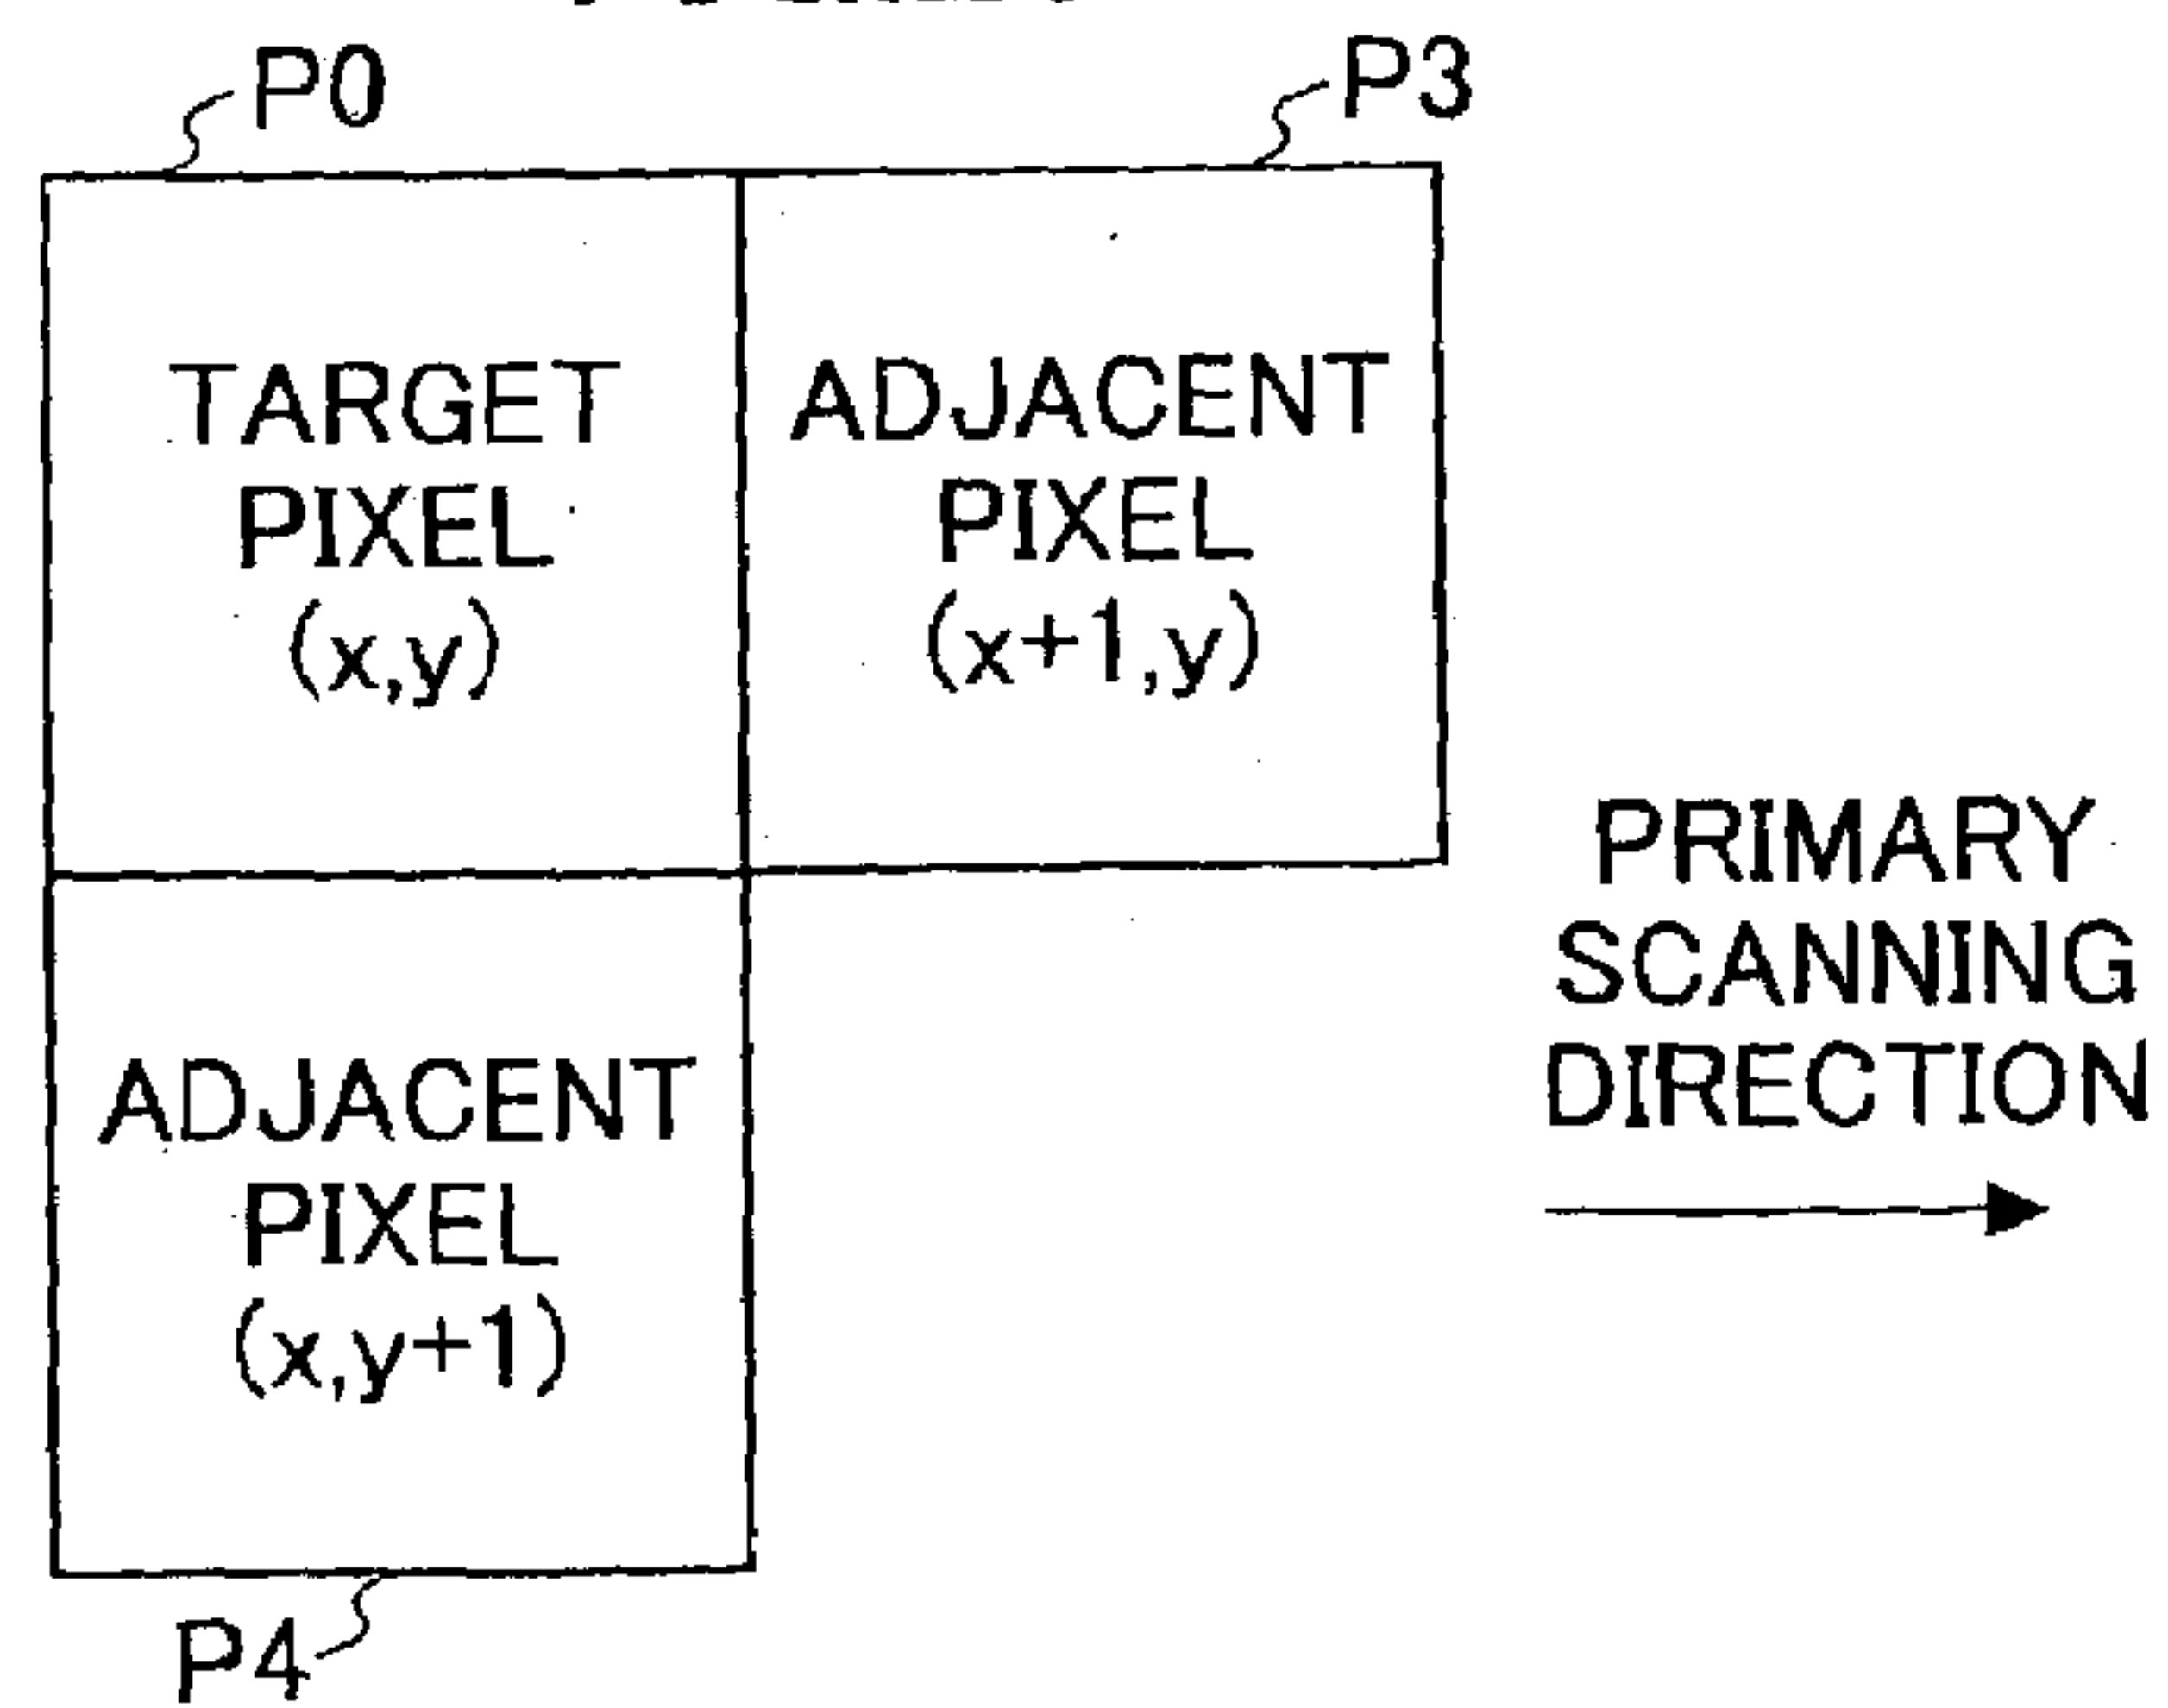 P0
P3
TARGET
PIXEL
(x,y)
ADJACENT
PIXEL
(x+1,y)
PRIMARY
SCANNING
DIRECTION
ADJACENT
PIXEL
(x,y+1)
P4